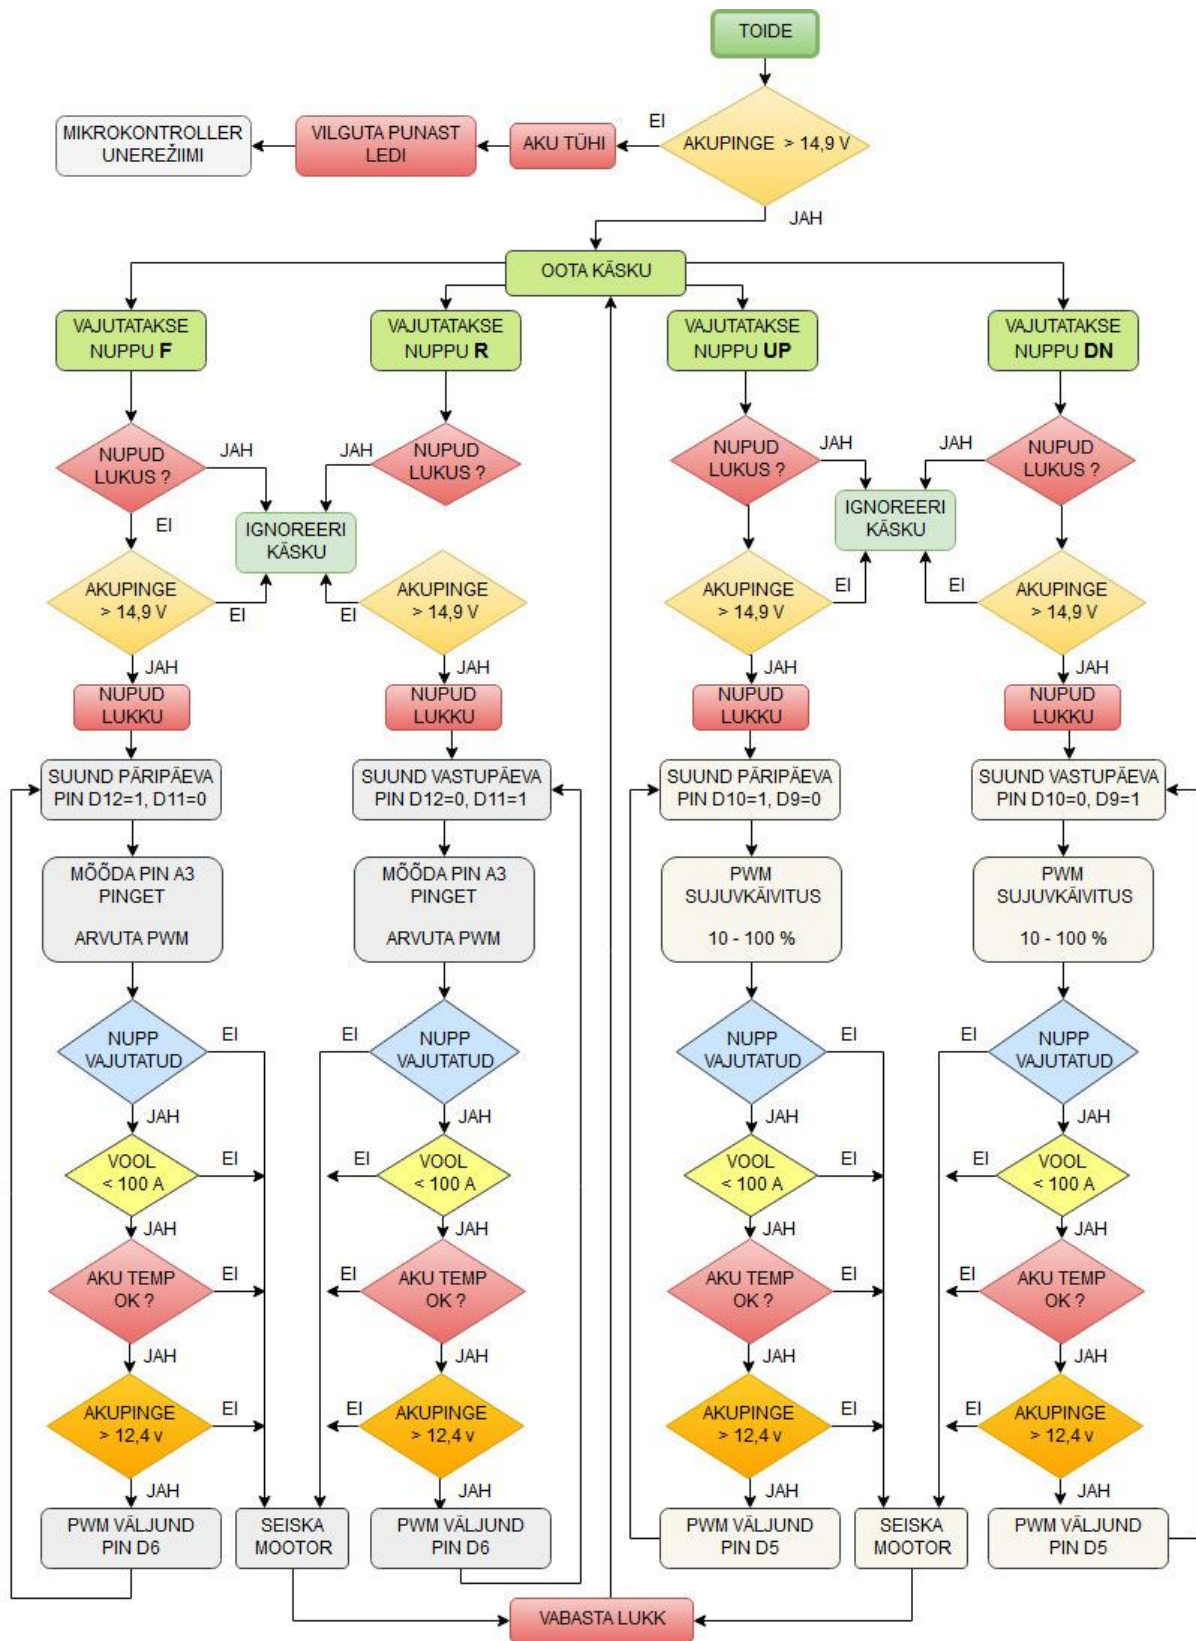 TOIDE
EI
MIKROKONTROLLER
UNEREŽIIMI
VILGUTA PUNAST
LEDI
AKU TÜHI
AKUPINGE > 14,9 V
JAH
OOTA KÄSKU
VAJUTATAKSE
NUPPU F
VAJUTATAKSE
NUPPU R
VAJUTATAKSE
NUPPU UP
VAJUTATAKSE
NUPPU DN
NUPUD
LUKUS ?
JAH
JAH
NUPUD
LUKUS ?
NUPUD
LUKUS ?
JAH
JAH
NUPUD
LUKUS ?
EI
IGNOREERI
KÄSKU
IGNOREERI
KÄSKU
AKUPINGE
> 14,9 V
EI
EI
AKUPINGE
> 14,9 V
AKUPINGE
> 14,9 V
EI
EI
AKUPINGE
> 14,9 V
JAH
JAH
JAH
JAH
NUPUD
LUKKU
NUPUD
LUKKU
NUPUD
LUKKU
NUPUD
LUKKU
SUUND PÄRIPÄEVA
PIN D12=1, D11=0
SUUND VASTUPÄEVA
PIN D12=0, D11=1
SUUND PÄRIPÄEVA
PIN D10=1, D9=0
SUUND VASTUPÄEVA
PIN D10=0, D9=1
MÕÕDA PIN A3
PINGET
ARVUTA PWM
MÕÕDA PIN A3
PINGET
ARVUTA PWM
PWM
SUJUVKÄIVITUS
10 - 100 %
PWM
SUJUVKÄIVITUS
10 - 100 %
NUPP
VAJUTATUD
EI
EI
NUPP
VAJUTATUD
NUPP
VAJUTATUD
EI
EI
NUPP
VAJUTATUD
JAH
JAH
JAH
JAH
VOOL
< 100 A
EI
EI
VOOL
< 100 A
VOOL
< 100 A
EI
EI
VOOL
< 100 A
JAH
JAH
JAH
JAH
AKU TEMP
OK ?
EI
EI
AKU TEMP
OK ?
AKU TEMP
OK ?
EI
EI
AKU TEMP
OK ?
JAH
JAH
JAH
JAH
AKUPINGE
> 12,4 v
EI
EI
AKUPINGE
> 12,4 v
AKUPINGE
> 12,4 v
EI
EI
AKUPINGE
> 12,4 v
JAH
JAH
JAH
JAH
PWM VÄLJUND
PIN D6
SEISKA
MOOTOR
PWM VÄLJUND
PIN D6
PWM VÄLJUND
PIN D5
SEISKA
MOOTOR
PWM VÄLJUND
PIN D5
VABASTA LUKK